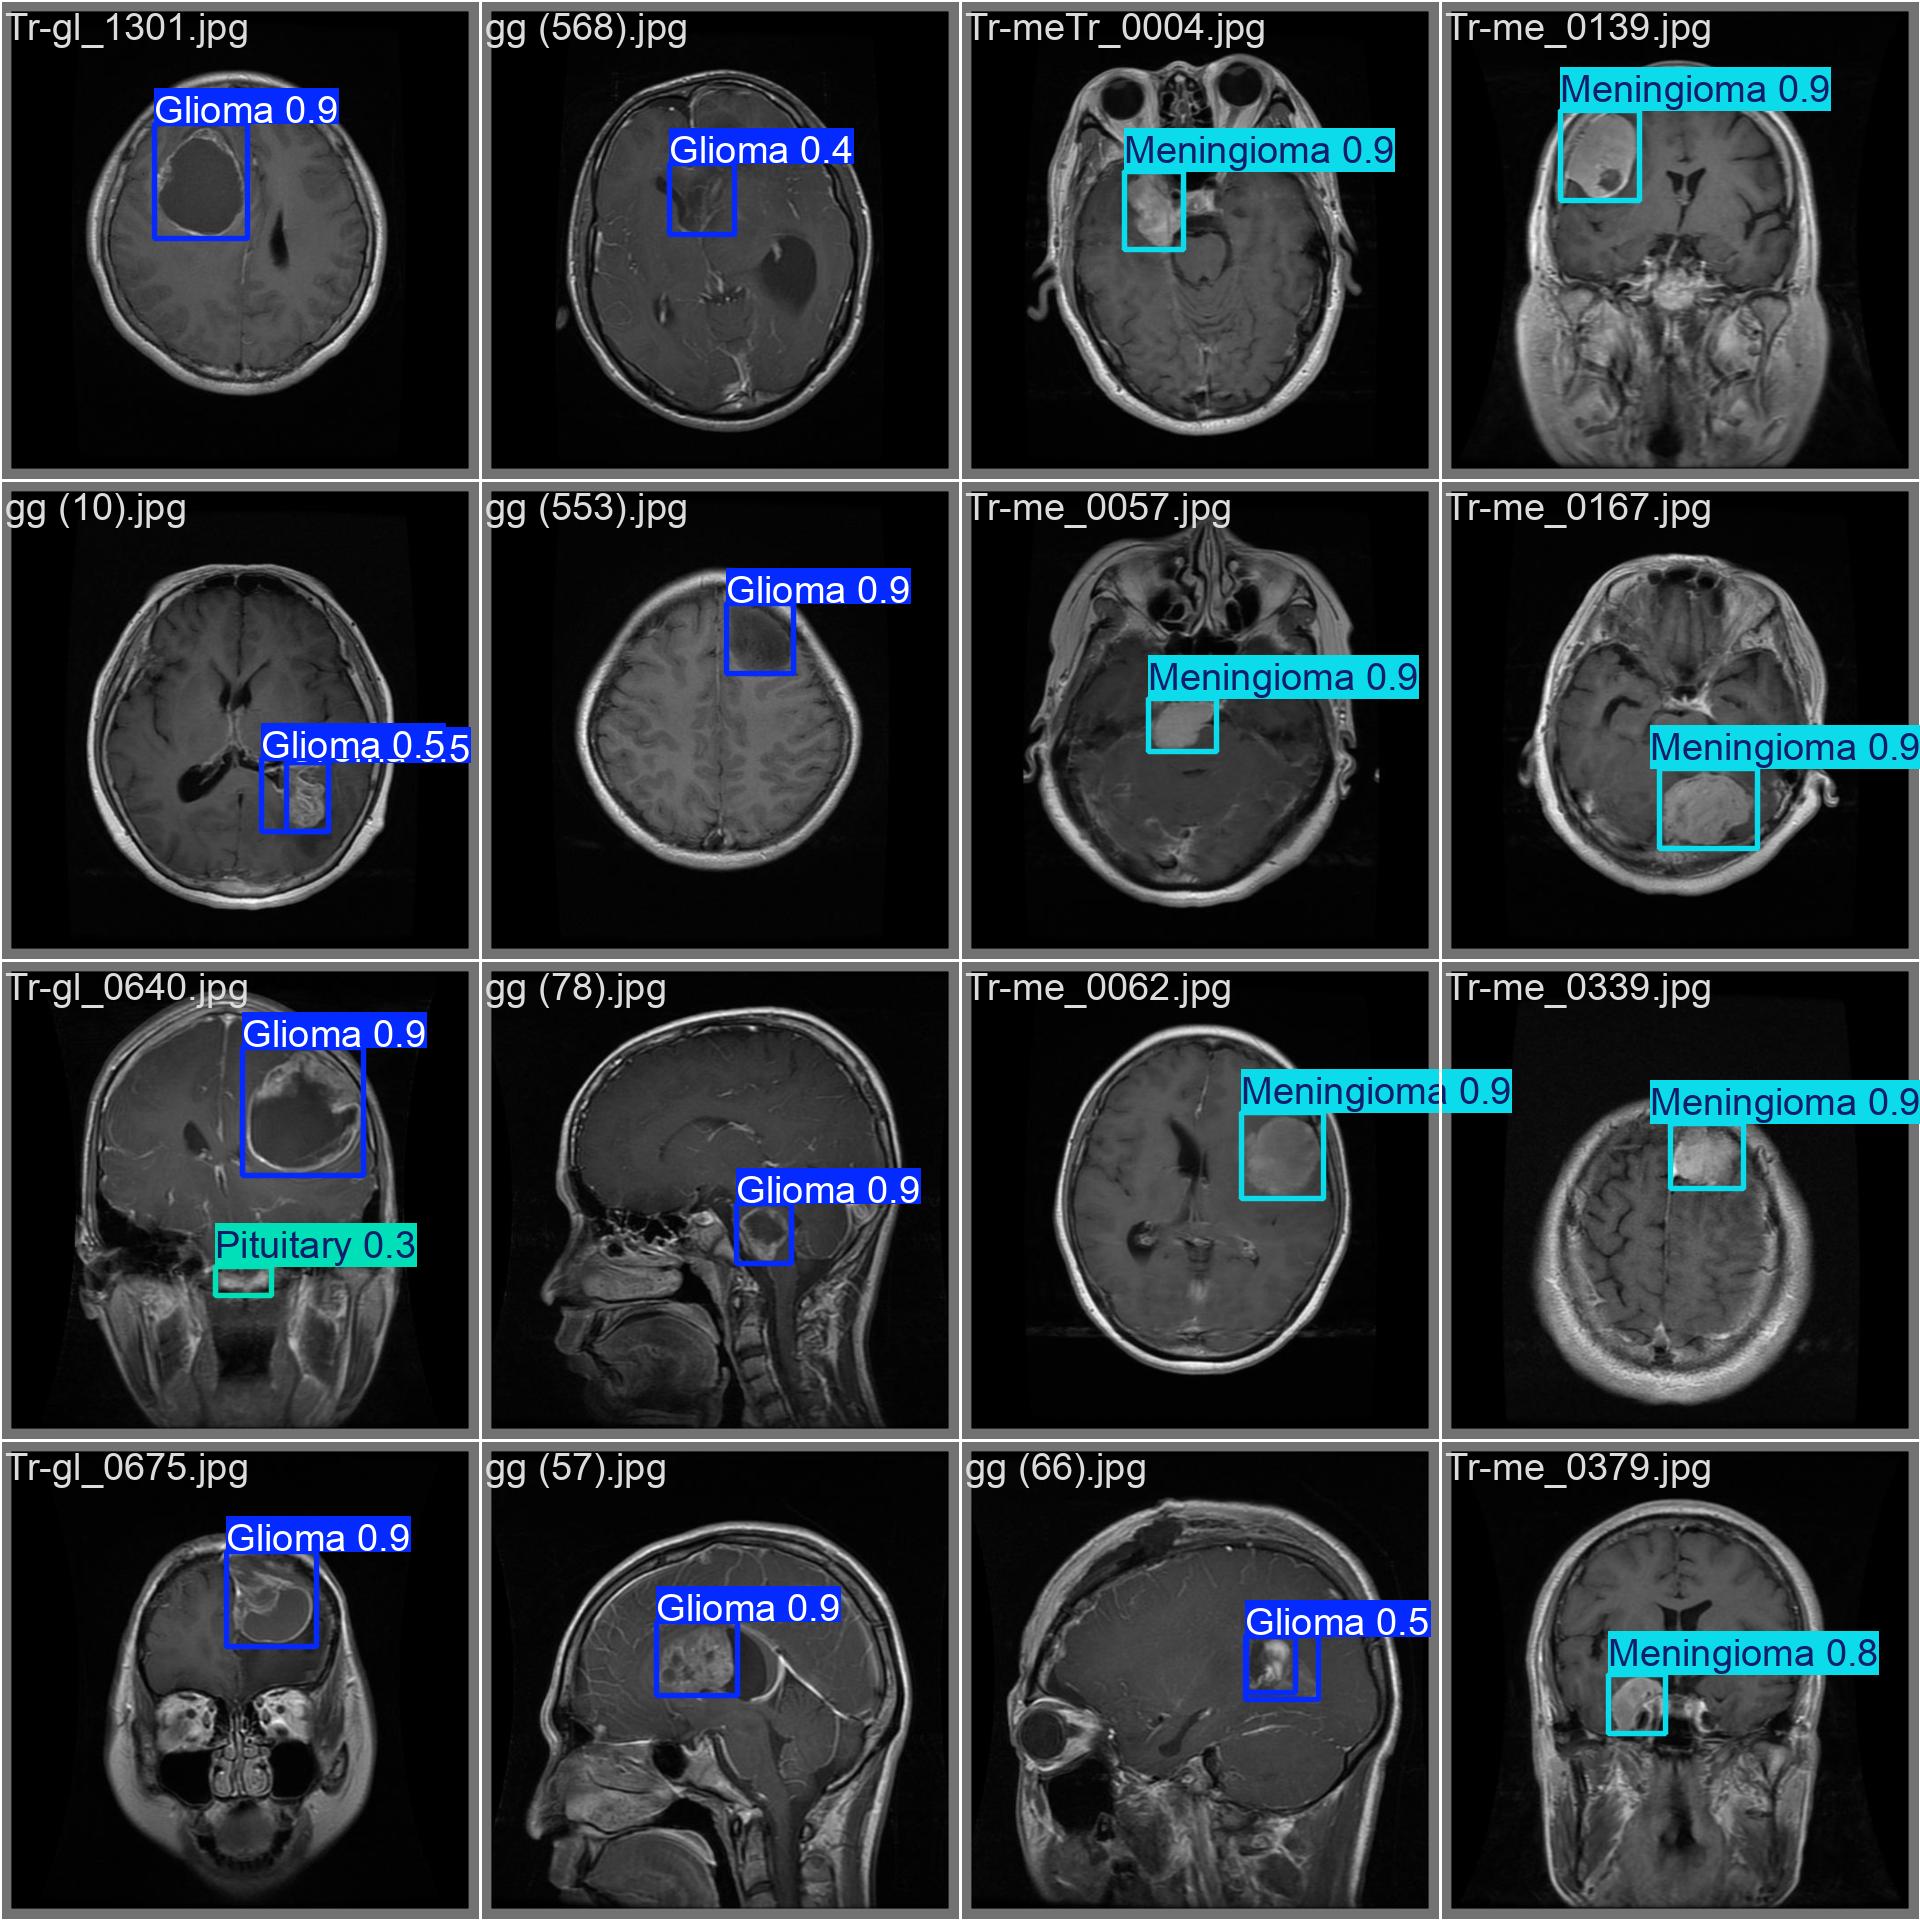 Tr-gl_1301.jpg
Glioma 0.9
gg (568).jpg
Glioma 0.4
Tr-meTr_0004.jpg
Meningioma 0.9
Tr-me_0139.jpg
Meningioma 0.9
gg (10).jpg
Glioma 0.5
gg (553).jpg
Glioma 0.9
Tr-me_0057.jpg
Meningioma 0.9
Tr-me_0167.jpg
Meningioma 0.9
Tr-gl_0640.jpg
Glioma 0.9
Pituitary 0.3
gg (78).jpg
Glioma 0.9
Tr-me_0062.jpg
Meningioma 0.9
Tr-me_0339.jpg
Meningioma 0.9
Tr-gl_0675.jpg
Glioma 0.9
gg (57).jpg
Glioma 0.9
gg (66).jpg
Glioma 0.5
Tr-me_0379.jpg
Meningioma 0.8